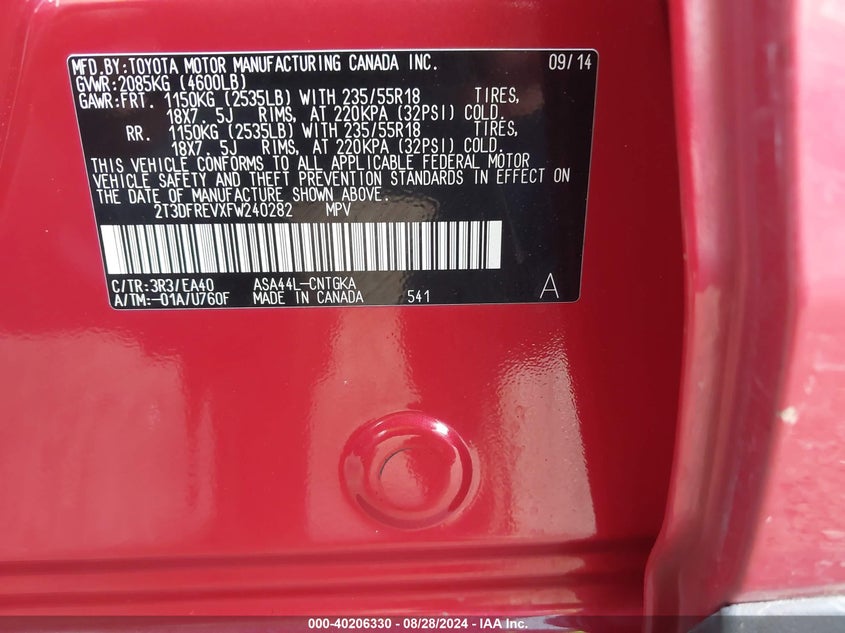 MFD.BY:TOYOTA MOTOR MANUFACTURING CANADA INC. 09/14
GVWR:2085KG (4600LB)
GAWR:FRT. 1150KG (2535LB) WITH 235/55R18 TIRES,
18X7. 5J RIMS, AT 220KPA (32PSI) COLD.
RR. 1150KG (2535LB) WITH 235/55R18 TIRES,
18X7. 5J RIMS, AT 220KPA (32PSI) COLD.
THIS VEHICLE CONFORMS TO ALL APPLICABLE FEDERAL MOTOR
VEHICLE SAFETY AND THEFT PREVENTION STANDARDS IN EFFECT ON
THE DATE OF MANUFACTURE SHOWN ABOVE.
2T3DFREVXFW240282 MPV
C/TR:3R3/EA40 ASA44L-CNTGKA
A/TM:-01A/U760F MADE IN CANADA 541 A
000-40206330 - 08/28/2024 - IAA Inc.